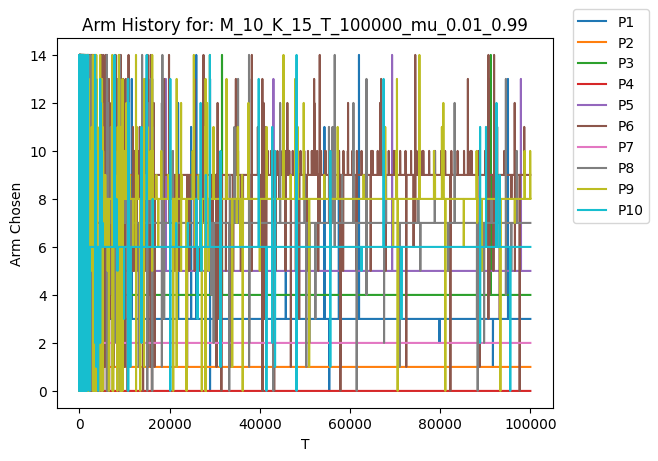 Arm History for: M_10_K_15_T_100000_mu_0.01_0.99
Arm Chosen
14
12
10
8
6
4
2
0
0 20000 40000 60000 80000 100000
T
P1
P2
P3
P4
P5
P6
P7
P8
P9
P10